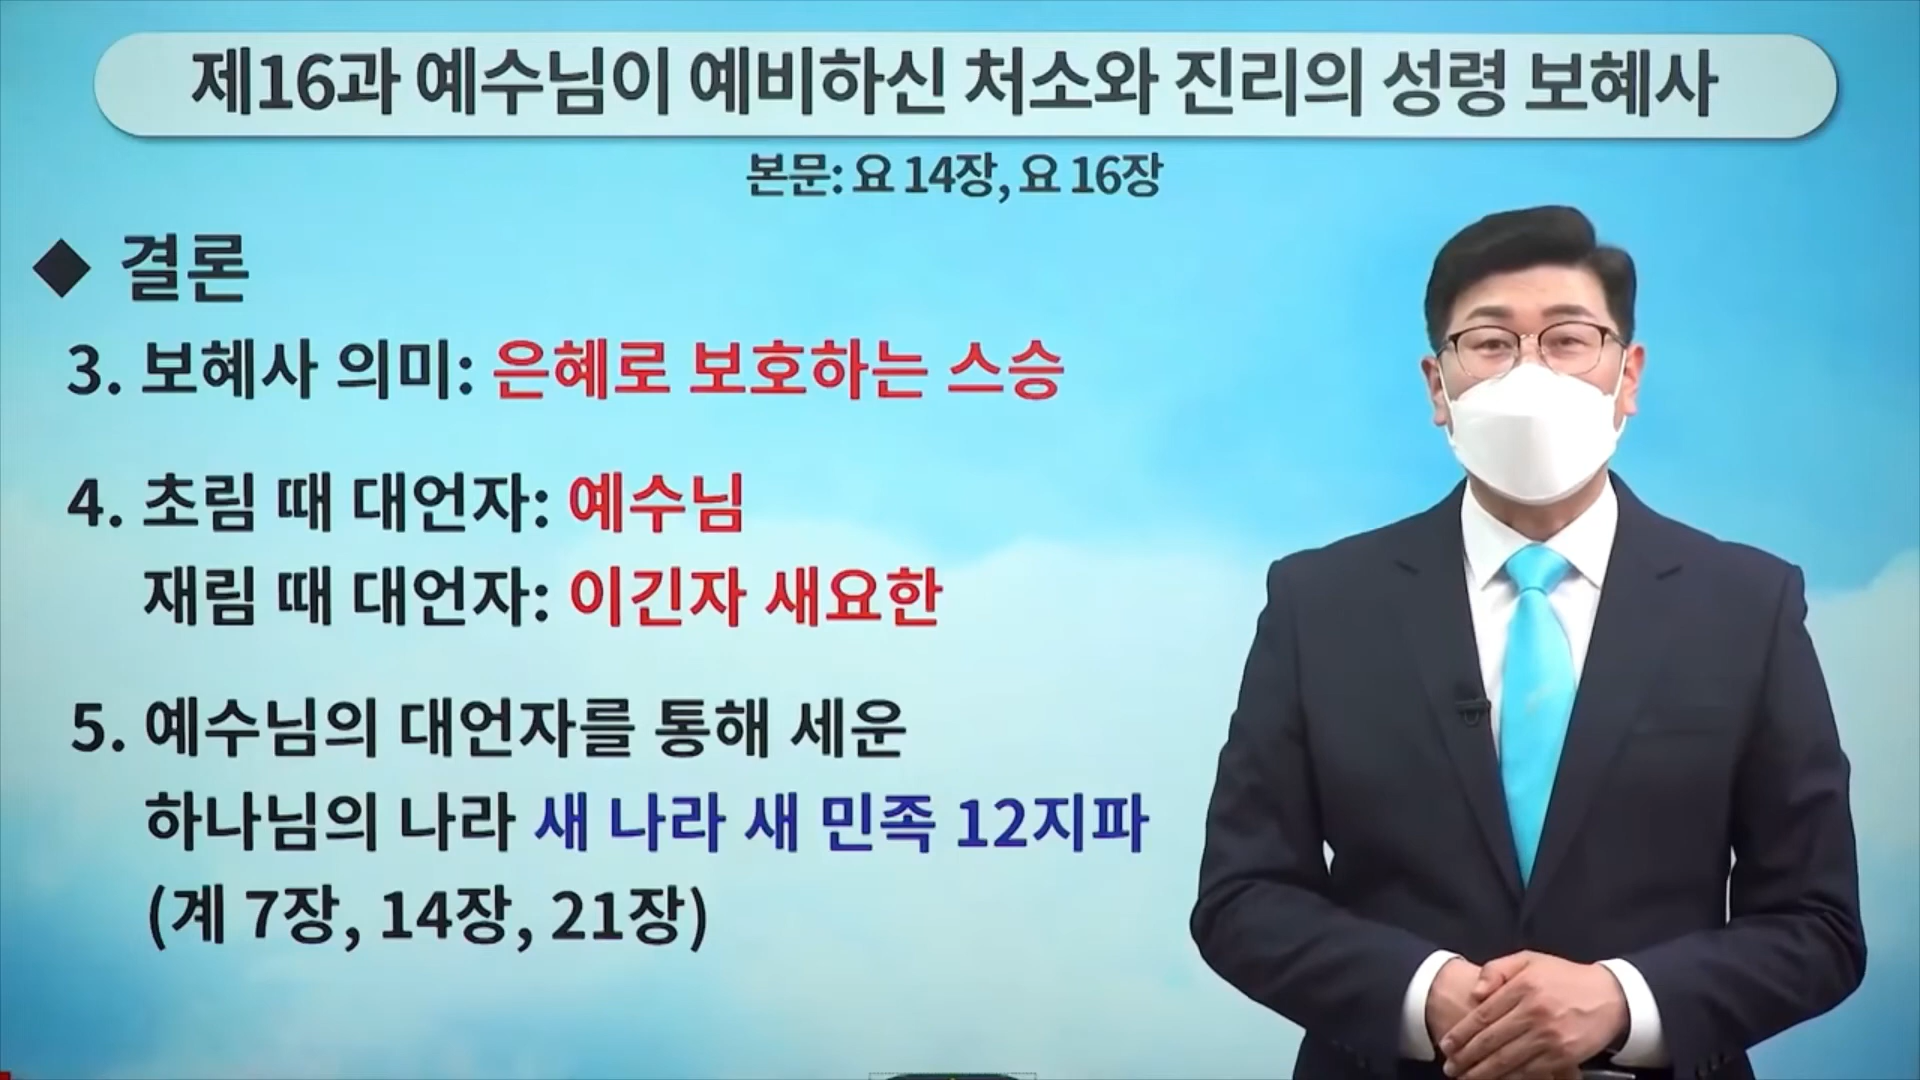 제16과 예수님이 예비하신 처소와 진리의 성령 보혜사
본문: 요 14장, 요 16장
◆ 결론
3. 보혜사 의미: 은혜로 보호하는 스승
4. 초림 때 대언자: 예수님
재림 때 대언자: 이긴자 새요한
5. 예수님의 대언자를 통해 세운
하나님의 나라 새 나라 새 민족 12지파
(계 7장, 14장, 21장)